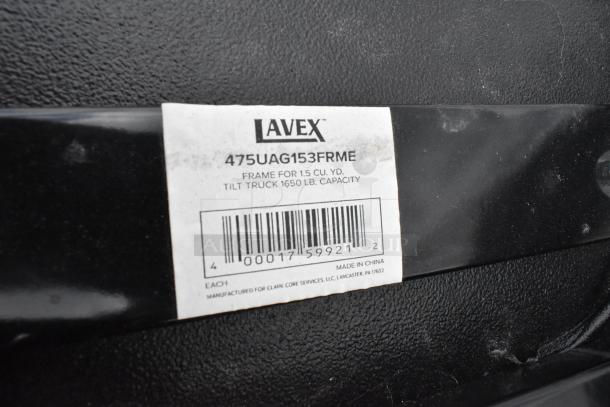 LAVEX™
475UAG153FRME
FRAME FOR 1.5 CU. YD.
TILT TRUCK 1650 LB. CAPACITY
4 00017 59921 2
EACH MADE IN CHINA
MANUFACTURED FOR CLARK CORE SERVICES, LLC, LANCASTER, PA 17602